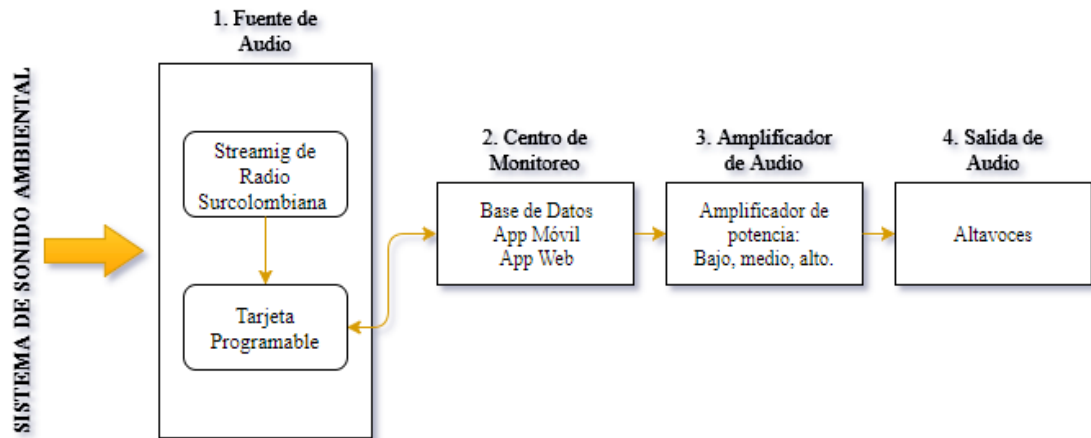 SISTEMA DE SONIDO AMBIENTAL
1. Fuente de
Audio
Streamig de
Radio
Surcolombiana
Tarjeta
Programable
2. Centro de
Monitoreo
Base de Datos
App Móvil
App Web
3. Amplificador
de Audio
Amplificador de
potencia:
Bajo, medio, alto.
4. Salida de
Audio
Altavoces